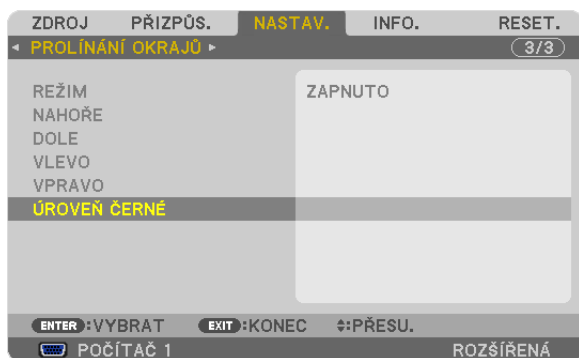 ZDROJ PŘIZPŮS. NASTAV. INFO. RESET.
◂ PROLÍNÁNÍ OKRAJŮ ▸ 3/3
REŽIM ZAPNUTO
NAHOŘE
DOLE
VLEVO
VPRAVO
ÚROVEŇ ČERNÉ
ENTER :VYBRAT EXIT :KONEC :PŘESU.
POČÍTAČ 1 ROZŠÍŘENÁ